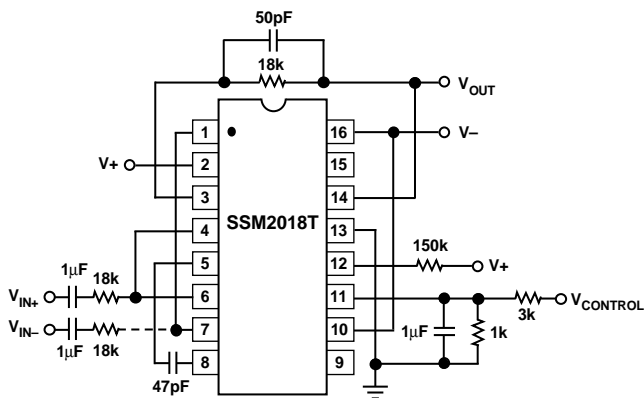 50pF
18k
V_OUT
1
16
V–
V+
2
15
3
14
SSM2018T
4
13
150k
1μF
18k
5
12
V+
V_IN+
6
11
V_CONTROL
3k
V_IN–
7
10
1μF
1k
1μF
18k
8
9
47pF